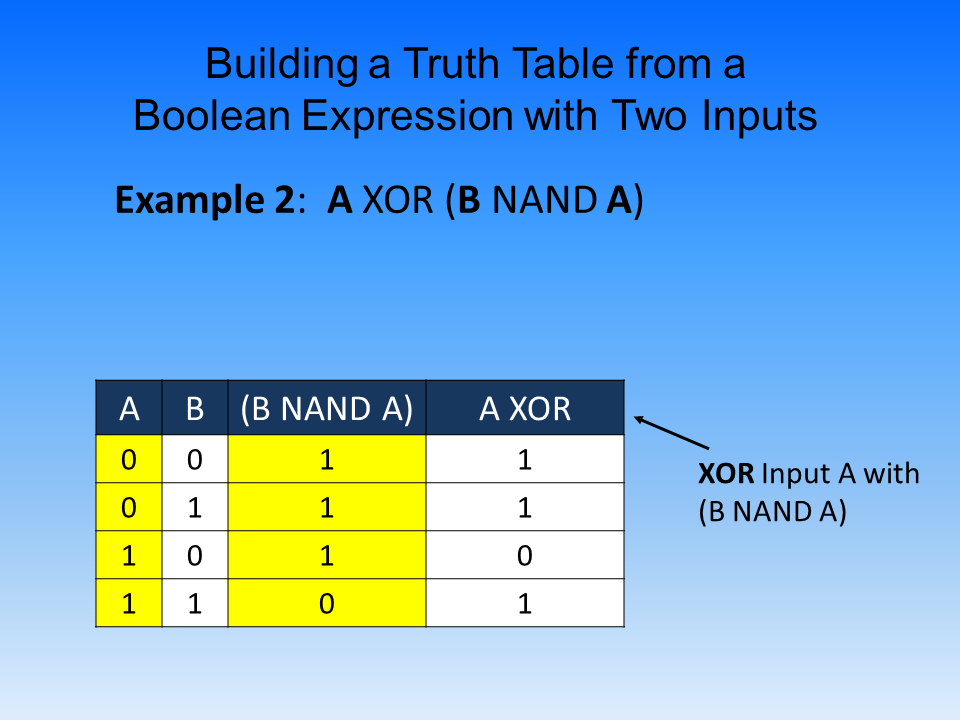 Building a Truth Table from a
Boolean Expression with Two Inputs
Example 2: A XOR (B NAND A)
A B (B NAND A) A XOR
0 0 1 1
0 1 1 1
1 0 1 0
1 1 0 1
XOR Input A with
(B NAND A)